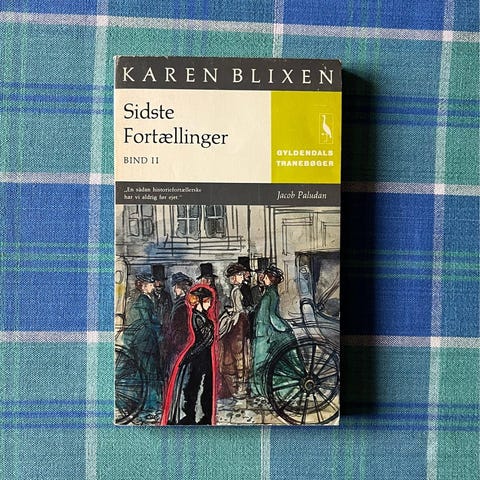 KAREN BLIXEN
Sidste
Fortællinger
BIND II
GYLDENDALS
TRANEBØGER
„En sådan historiefortællerske
har vi aldrig før ejet."
Jacob Paludan